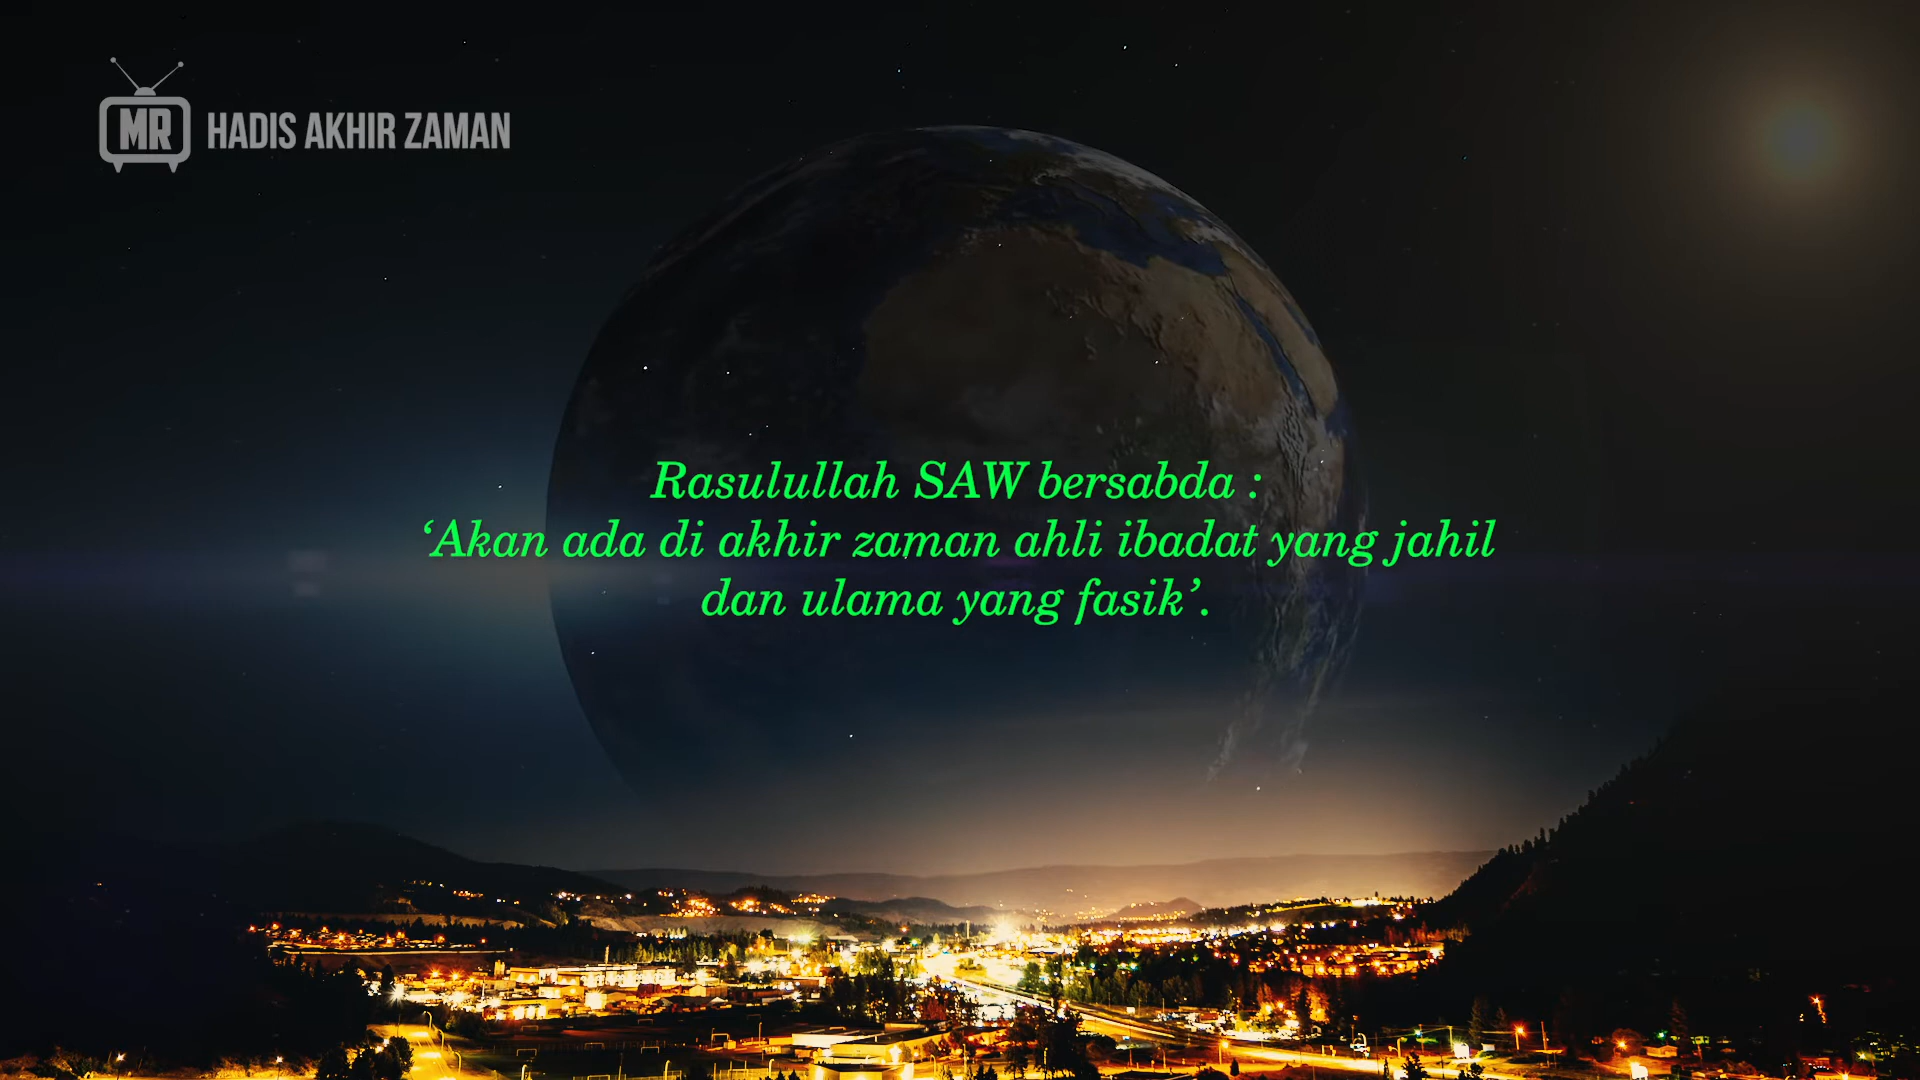 MR HADIS AKHIR ZAMAN
Rasulullah SAW bersabda :
‘Akan ada di akhir zaman ahli ibadat yang jahil
dan ulama yang fasik’.